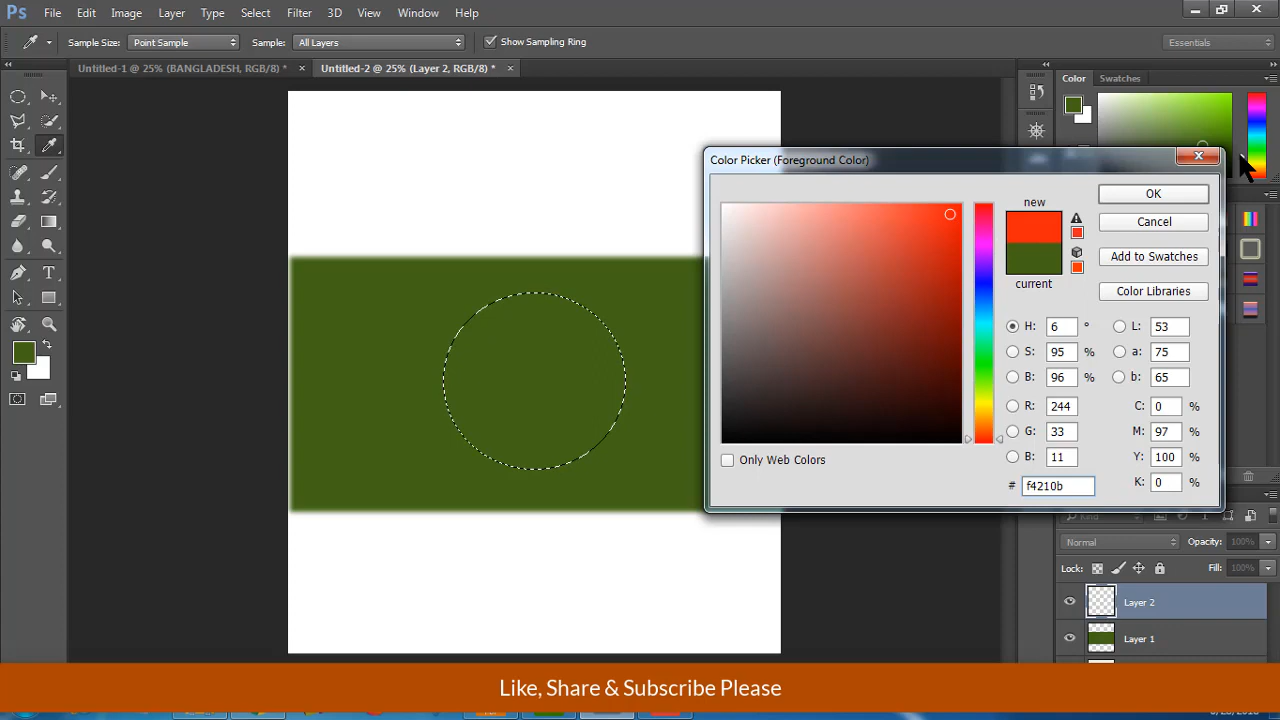 Ps File Edit Image Layer Type Select Filter 3D View Window Help
Sample Size: Point Sample Sample: All Layers Show Sampling Ring Essentials
Untitled-1 @ 25% (BANGLADESH, RGB/8) * × Untitled-2 @ 25% (Layer 2, RGB/8) * ×
Color Swatches
Color Picker (Foreground Color)
new
OK
Cancel
Add to Swatches
current
Color Libraries
H: 6 ° L: 53
S: 95 % a: 75
B: 96 % b: 65
R: 244 C: 0 %
G: 33 M: 97 %
B: 11 Y: 100 %
Only Web Colors
# f4210b K: 0 %
Kind
Normal Opacity: 100%
Lock: Fill: 100%
Layer 2
Layer 1
Like, Share & Subscribe Please